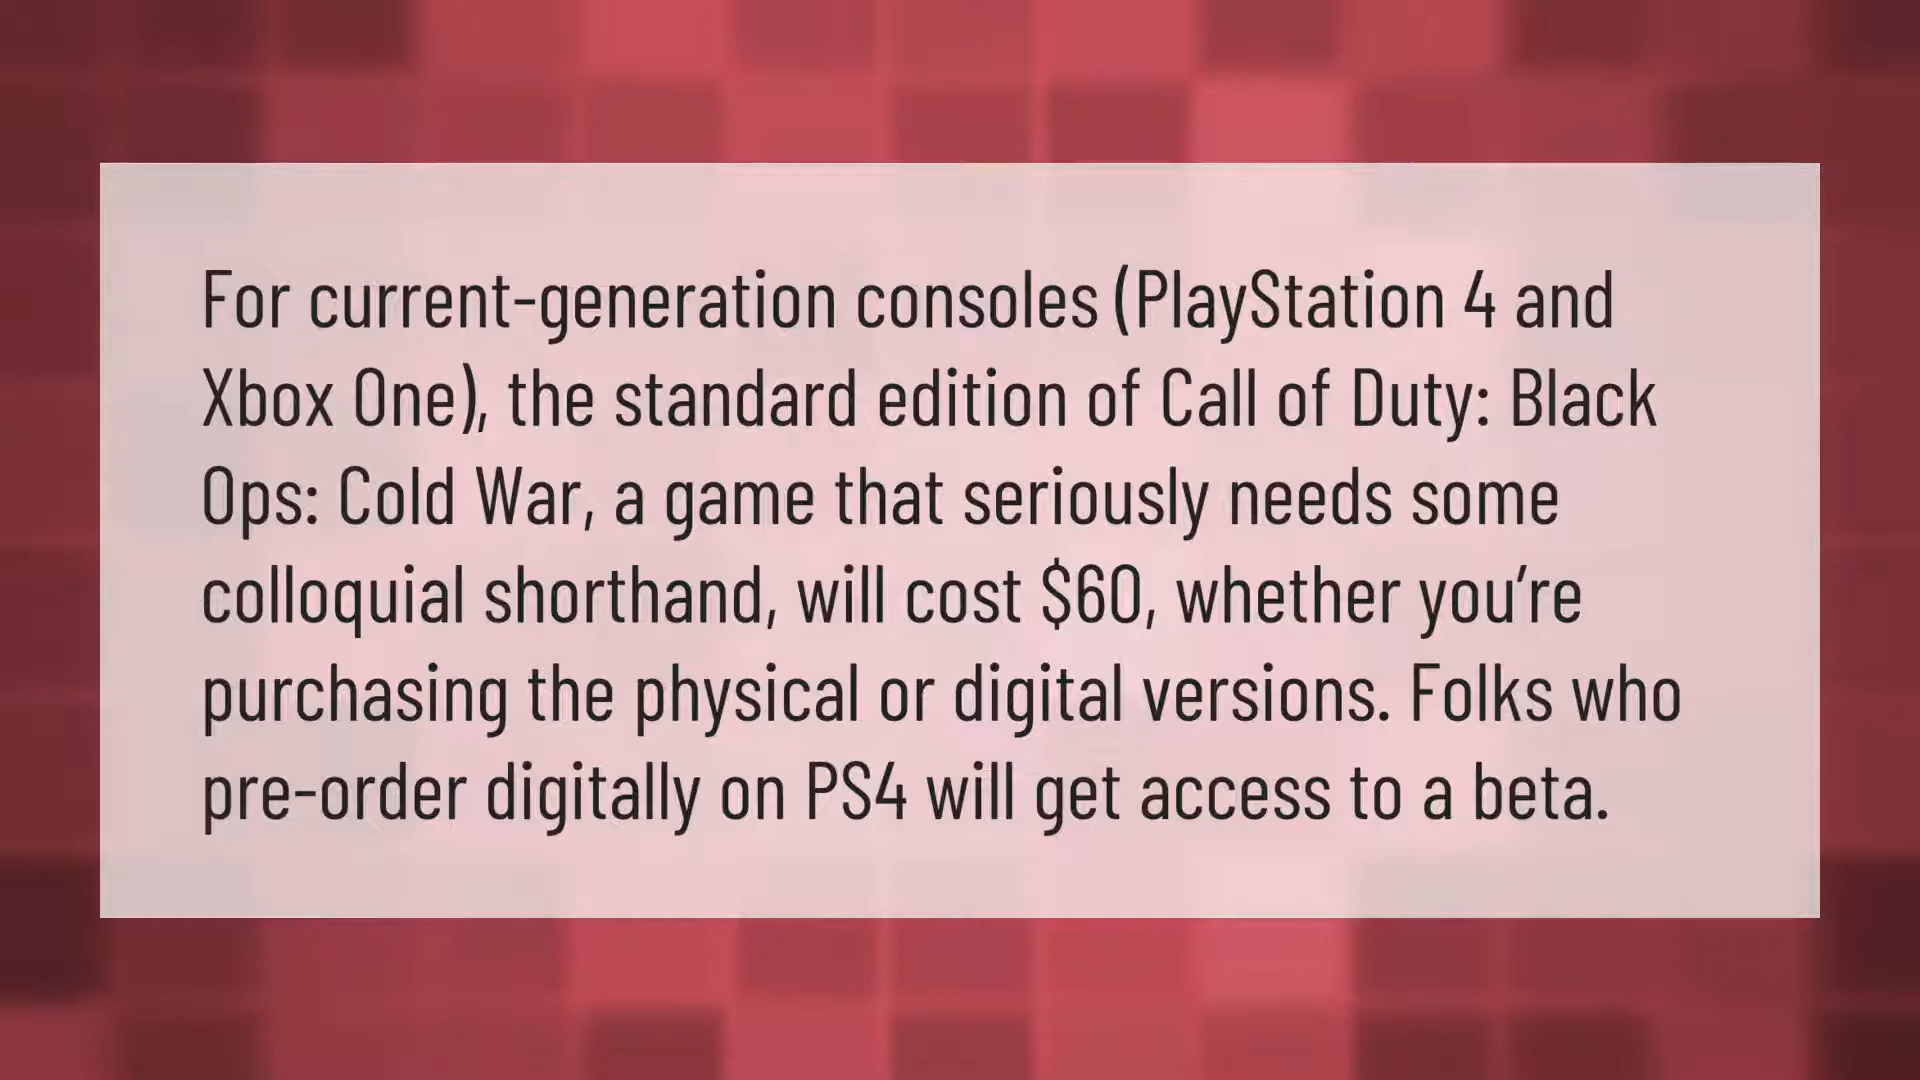 For current-generation consoles (PlayStation 4 and
Xbox One), the standard edition of Call of Duty: Black
Ops: Cold War, a game that seriously needs some
colloquial shorthand, will cost $60, whether you’re
purchasing the physical or digital versions. Folks who
pre-order digitally on PS4 will get access to a beta.